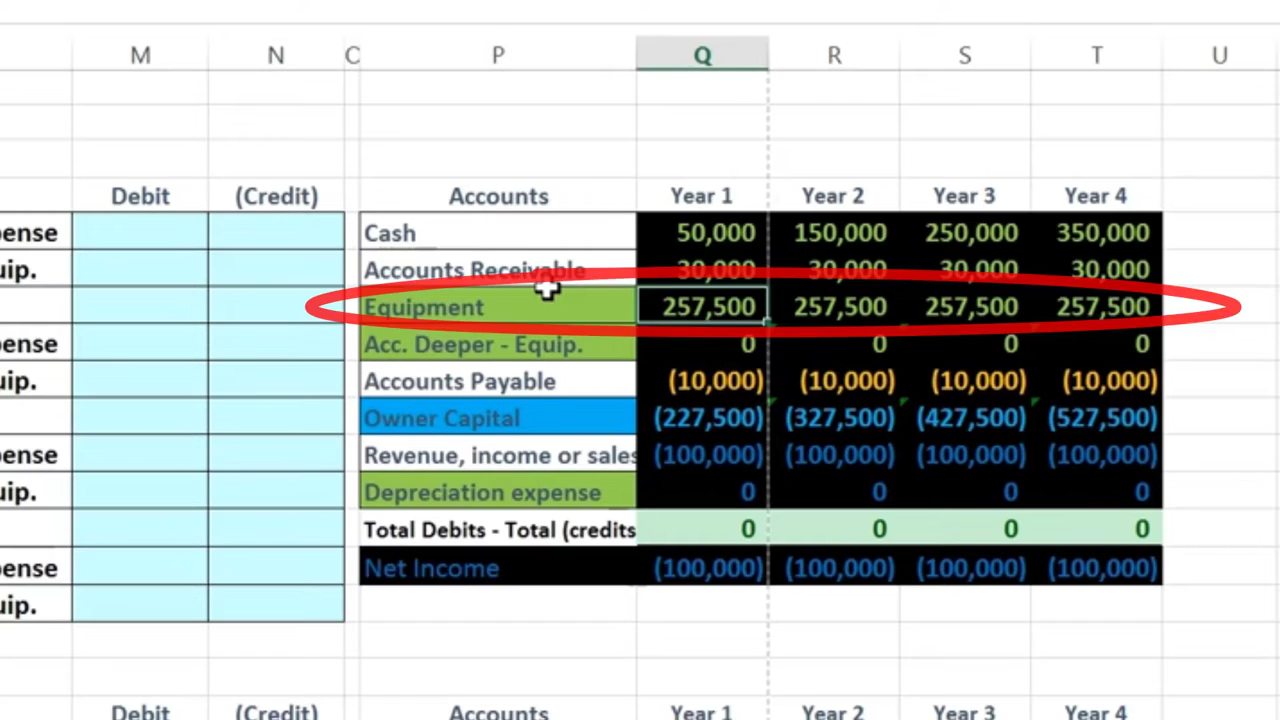 M N O P Q R S T U
Debit (Credit) Accounts Year 1 Year 2 Year 3 Year 4
pense Cash 50,000 150,000 250,000 350,000
uip. Accounts Receivable 30,000 30,000 30,000 30,000
Equipment 257,500 257,500 257,500 257,500
pense Acc. Deeper - Equip. 0 0 0 0
uip. Accounts Payable (10,000) (10,000) (10,000) (10,000)
Owner Capital (227,500) (327,500) (427,500) (527,500)
pense Revenue, income or sales (100,000) (100,000) (100,000) (100,000)
uip. Depreciation expense 0 0 0 0
Total Debits - Total (credits 0 0 0 0
pense Net Income (100,000) (100,000) (100,000) (100,000)
uip.
Debit (Credit) Accounts Year 1 Year 2 Year 3 Year 4